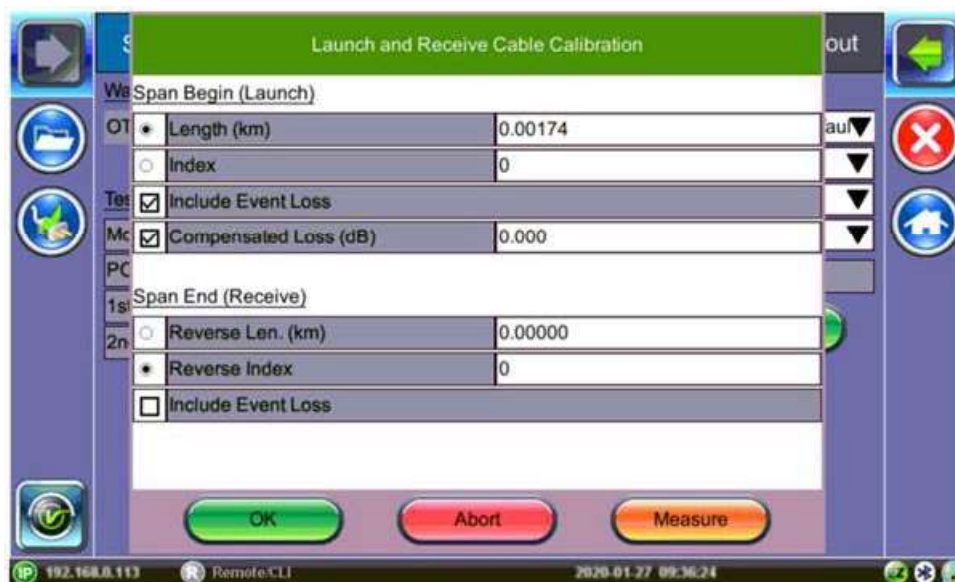 Launch and Receive Cable Calibration
out
Span Begin (Launch)
Length (km) 0.00174
Index 0
Include Event Loss
Compensated Loss (dB) 0.000
Span End (Receive)
Reverse Len. (km) 0.00000
Reverse Index 0
Include Event Loss
OK Abort Measure
IP 192.168.0.113 R Remote/CLI 2020-01-27 09:36:24